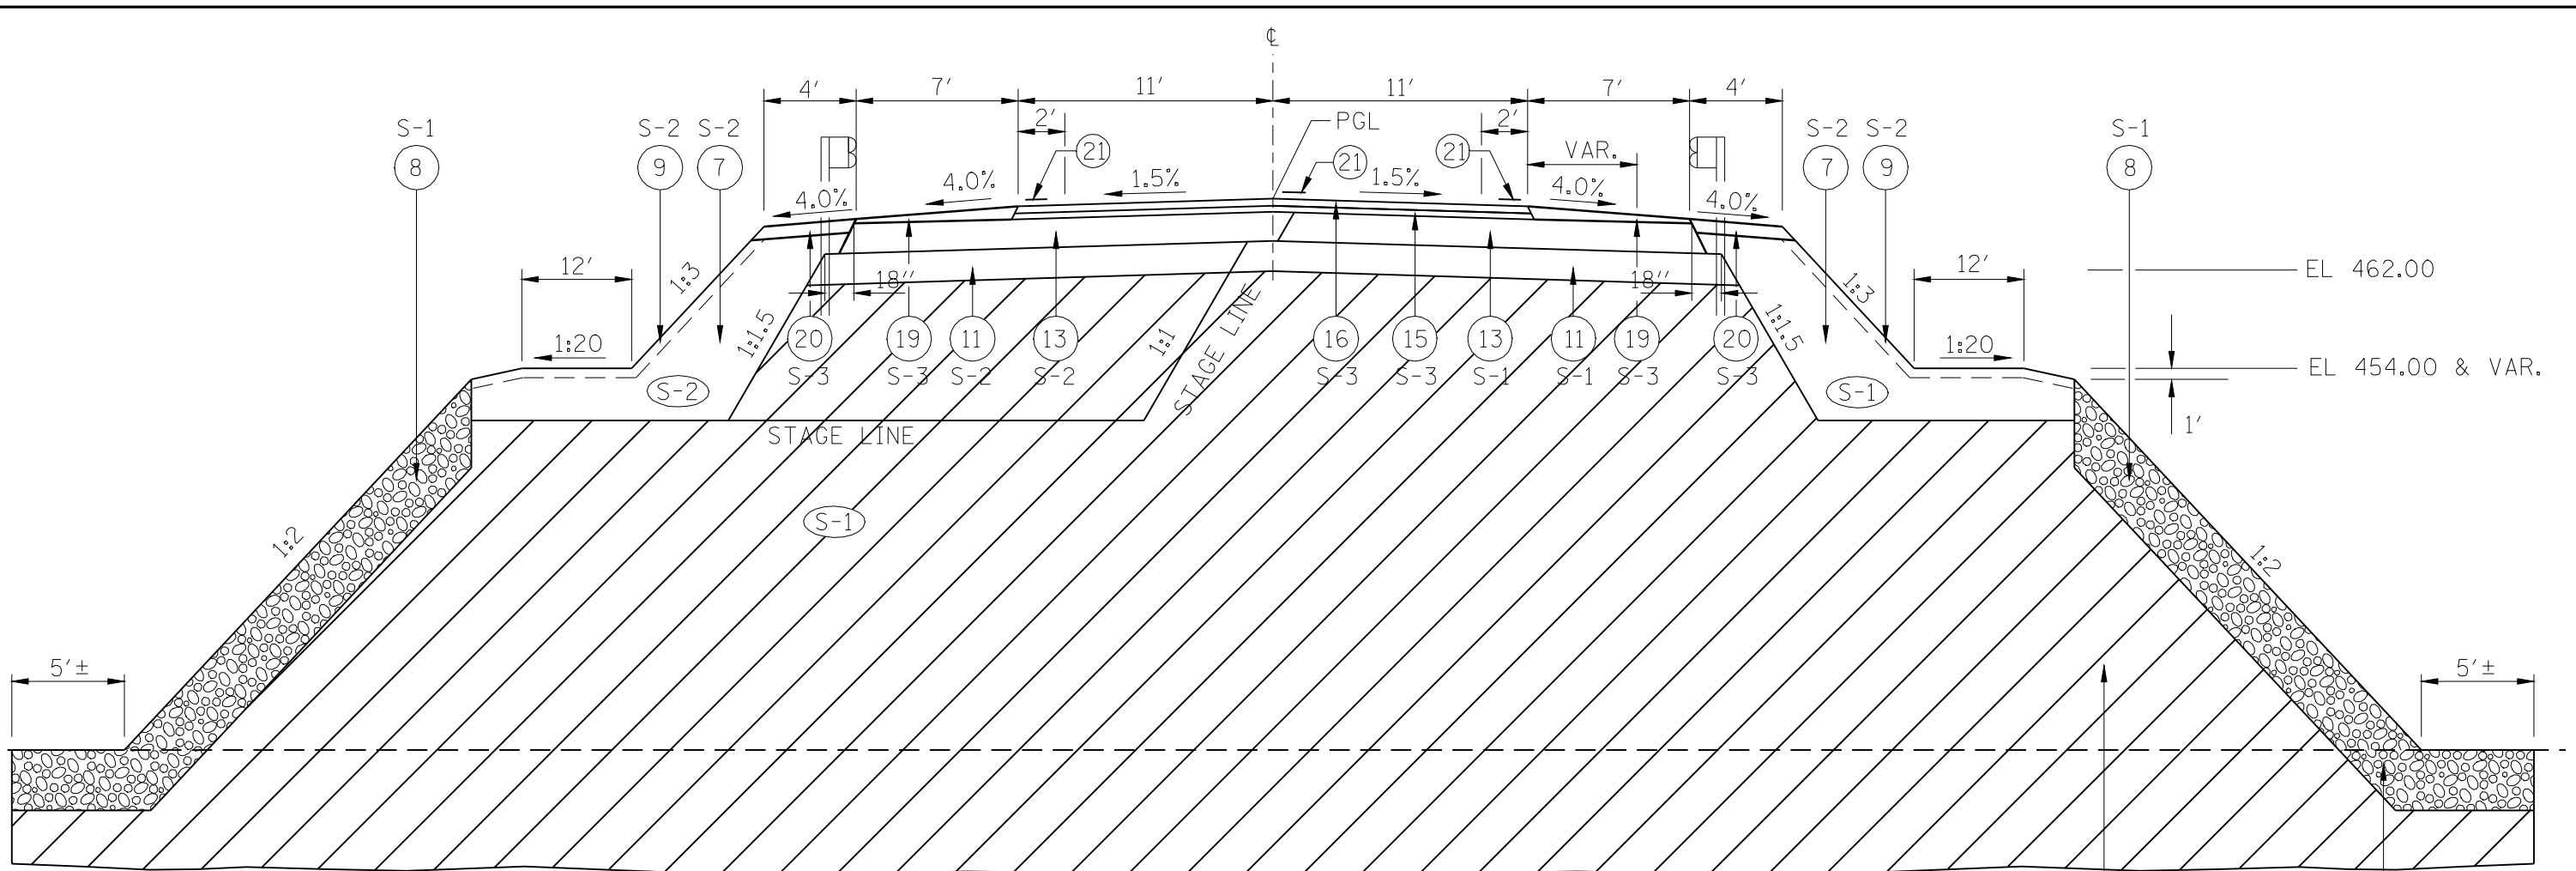 ℄
4' 7' 11' 11' 7' 4'
2' PGL 2'
S-1 S-2 S-2 21 21 21 VAR. S-2 S-2 S-1
8 9 7 7 9 8
4.0% 4.0% 1.5% 1.5% 4.0% 4.0%
12' 1:3 18'' 18'' 1:3 12' EL 462.00
1:20 1:1.5 20 19 11 13 1:1 STAGE LINE 16 15 13 11 19 20 1:1.5 1:20
S-3 S-3 S-2 S-2 S-3 S-3 S-1 S-1 S-3 S-3 EL 454.00 & VAR.
S-2 S-1
STAGE LINE 1'
S-1
1:2 1:2
5'± 5'±